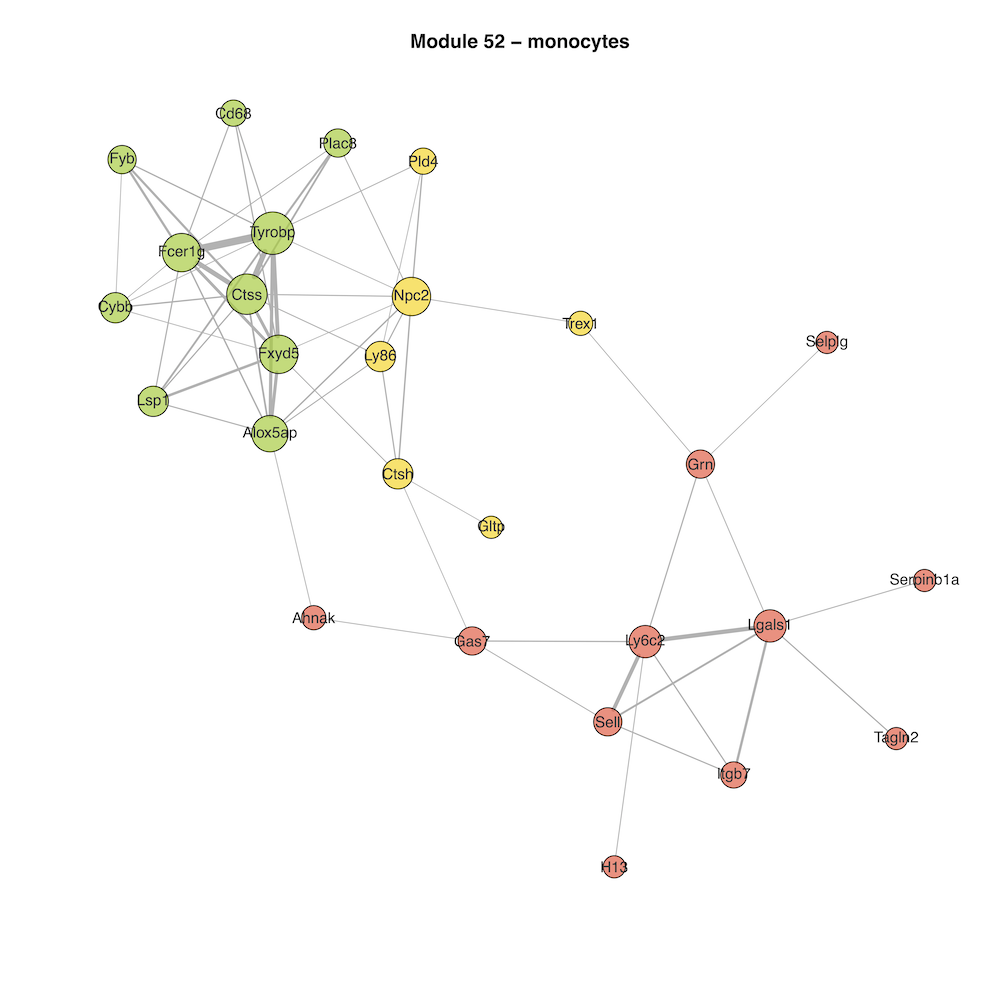 Module 52 – monocytes
Cd68
Plac8
Fyb
Pld4
Tyrobp
Fcer1g
Ctss
Npc2
Cybb
Trex1
Selplg
Fxyd5
Ly86
Lsp1
Alox5ap
Grn
Ctsh
Gltp
Serpinb1a
Ahnak
Lgals1
Gas7
Ly6c2
Sell
Tagln2
Itgb7
H13